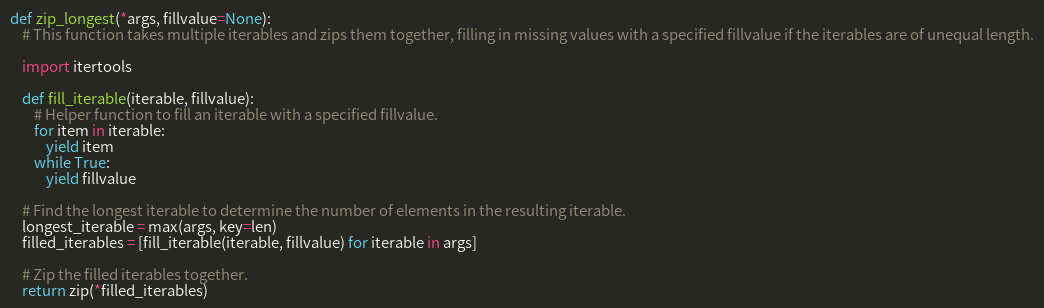 def zip_longest(*args, fillvalue=None):
    # This function takes multiple iterables and zips them together, filling in missing values with a specified fillvalue if the iterables are of unequal length.

    import itertools

    def fill_iterable(iterable, fillvalue):
        # Helper function to fill an iterable with a specified fillvalue.
        for item in iterable:
            yield item
        while True:
            yield fillvalue

    # Find the longest iterable to determine the number of elements in the resulting iterable.
    longest_iterable = max(args, key=len)
    filled_iterables = [fill_iterable(iterable, fillvalue) for iterable in args]

    # Zip the filled iterables together.
    return zip(*filled_iterables)